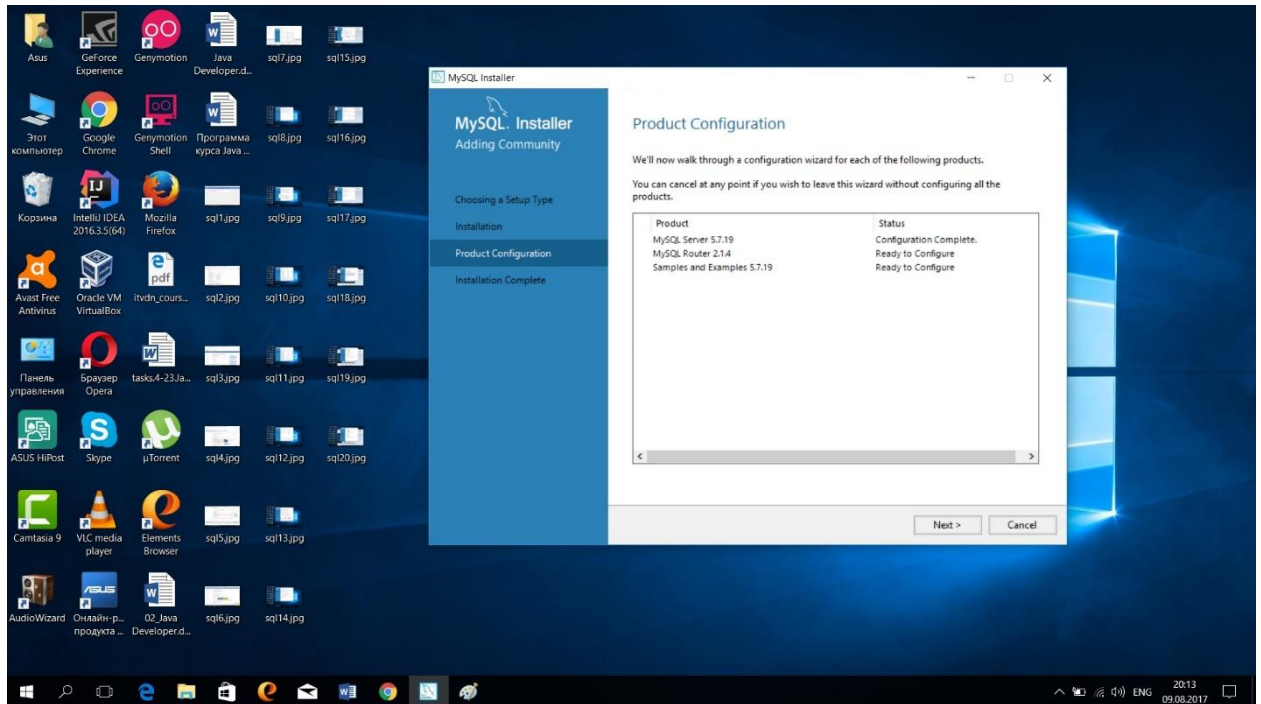 Asus
GeForce Experience
Genymotion
Java Developer.d...
sql7.jpg
sql15.jpg
Этот компьютер
Google Chrome
Genymotion Shell
Программа курса Java ...
sql8.jpg
sql16.jpg
Корзина
IntelliJ IDEA 2016.3.5(64)
Mozilla Firefox
sql1.jpg
sql9.jpg
sql17.jpg
Avast Free Antivirus
Oracle VM VirtualBox
pdf
itvdn_cours...
sql2.jpg
sql10.jpg
sql18.jpg
Панель управления
Браузер Opera
tasks.4-23.Ja...
sql3.jpg
sql11.jpg
sql19.jpg
ASUS HiPost
Skype
µTorrent
sql4.jpg
sql12.jpg
sql20.jpg
Camtasia 9
VLC media player
Elements Browser
sql5.jpg
sql13.jpg
AudioWizard
Онлайн-р... продукта ...
02_Java Developer.d...
sql6.jpg
sql14.jpg
MySQL Installer
MySQL. Installer
Adding Community
Choosing a Setup Type
Installation
Product Configuration
Installation Complete
Product Configuration
We'll now walk through a configuration wizard for each of the following products.
You can cancel at any point if you wish to leave this wizard without configuring all the
products.
Product Status
MySQL Server 5.7.19 Configuration Complete.
MySQL Router 2.1.4 Ready to Configure
Samples and Examples 5.7.19 Ready to Configure
Next > Cancel
ENG
20:13
09.08.2017